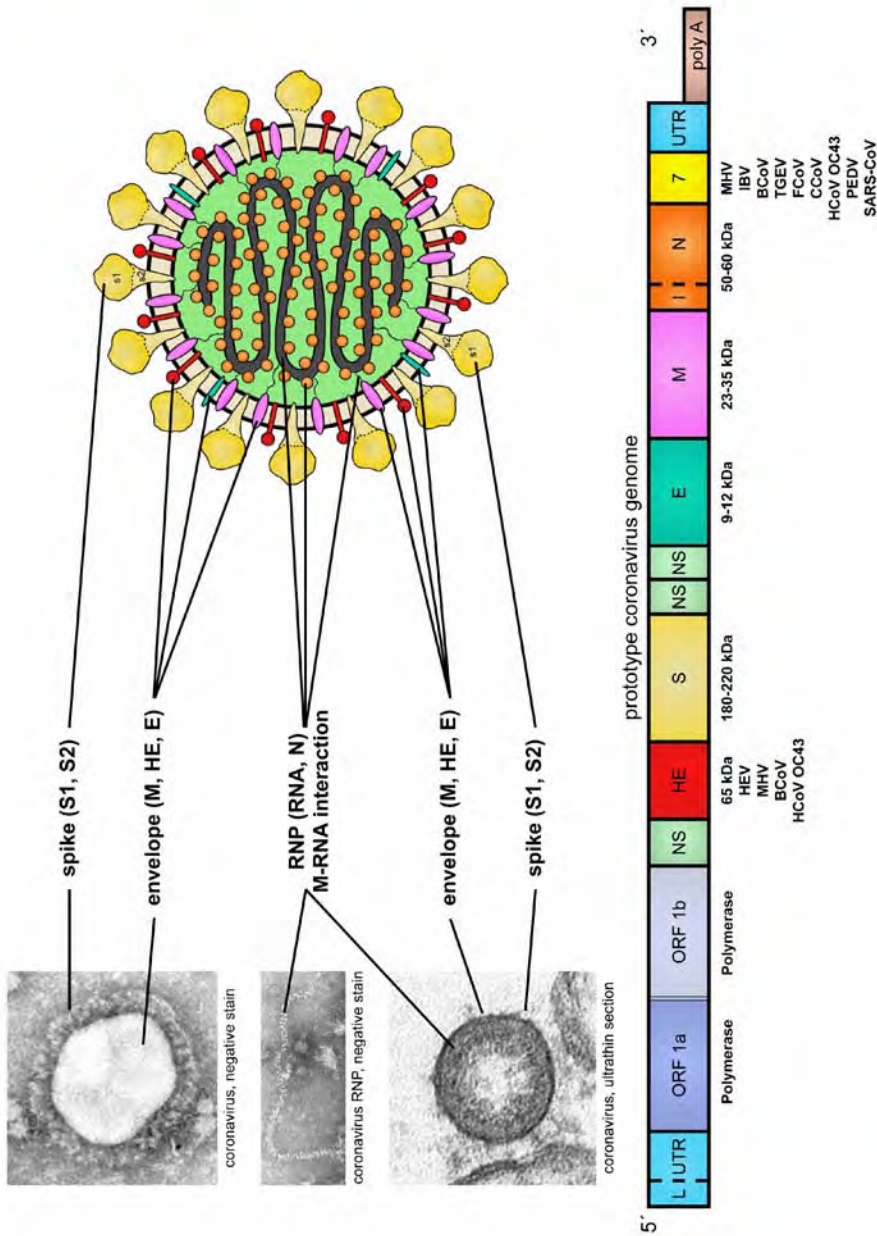 spike (S1, S2)
envelope (M, HE, E)
RNP (RNA, N)
M-RNA interaction
envelope (M, HE, E)
spike (S1, S2)
s1
s2
s2
s1
coronavirus, negative stain
coronavirus RNP, negative stain
coronavirus, ultrathin section
prototype coronavirus genome
5´
3´
L
UTR
ORF 1a
ORF 1b
NS
HE
S
NS
NS
E
M
I
N
7
UTR
poly A
Polymerase
Polymerase
65 kDa
HEV
MHV
BCoV
HCoV OC43
180-220 kDa
9-12 kDa
23-35 kDa
50-60 kDa
MHV
IBV
BCoV
TGEV
FCoV
CCoV
HCoV OC43
PEDV
SARS-CoV